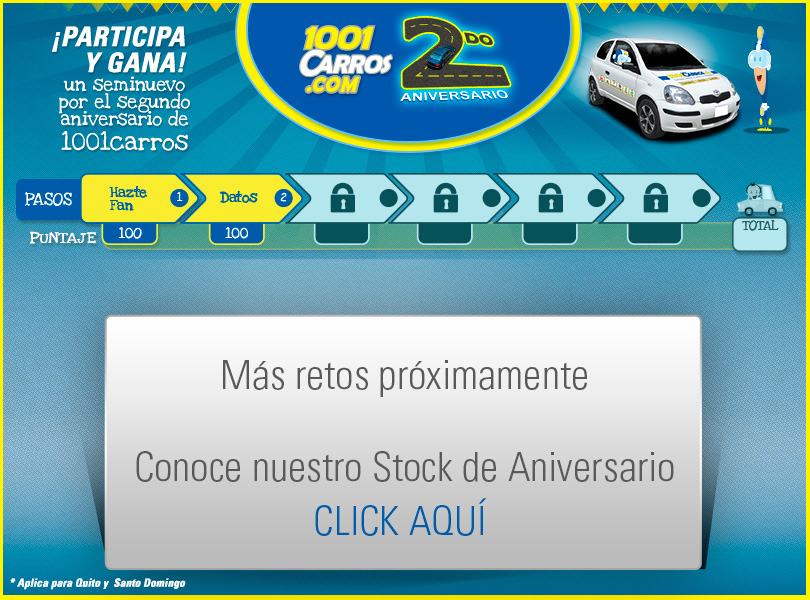 ¡PARTICIPA
Y GANA!
un seminuevo
por el segundo
aniversario de
1001carros
1001
CARROS
.COM
2DO
ANIVERSARIO
PASOS
Hazte
Fan
1
Datos
2
PUNTAJE
100
100
TOTAL
Más retos próximamente
Conoce nuestro Stock de Aniversario
CLICK AQUÍ
* Aplica para Quito y Santo Domingo